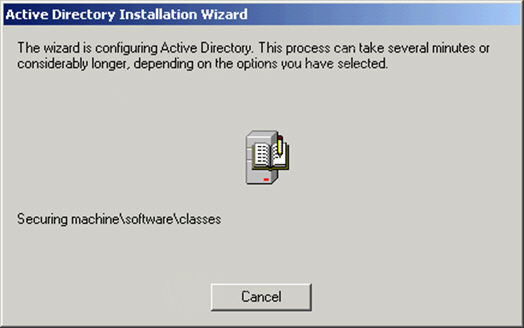 Active Directory Installation Wizard
The wizard is configuring Active Directory. This process can take several minutes or
considerably longer, depending on the options you have selected.
Securing machine\software\classes
Cancel